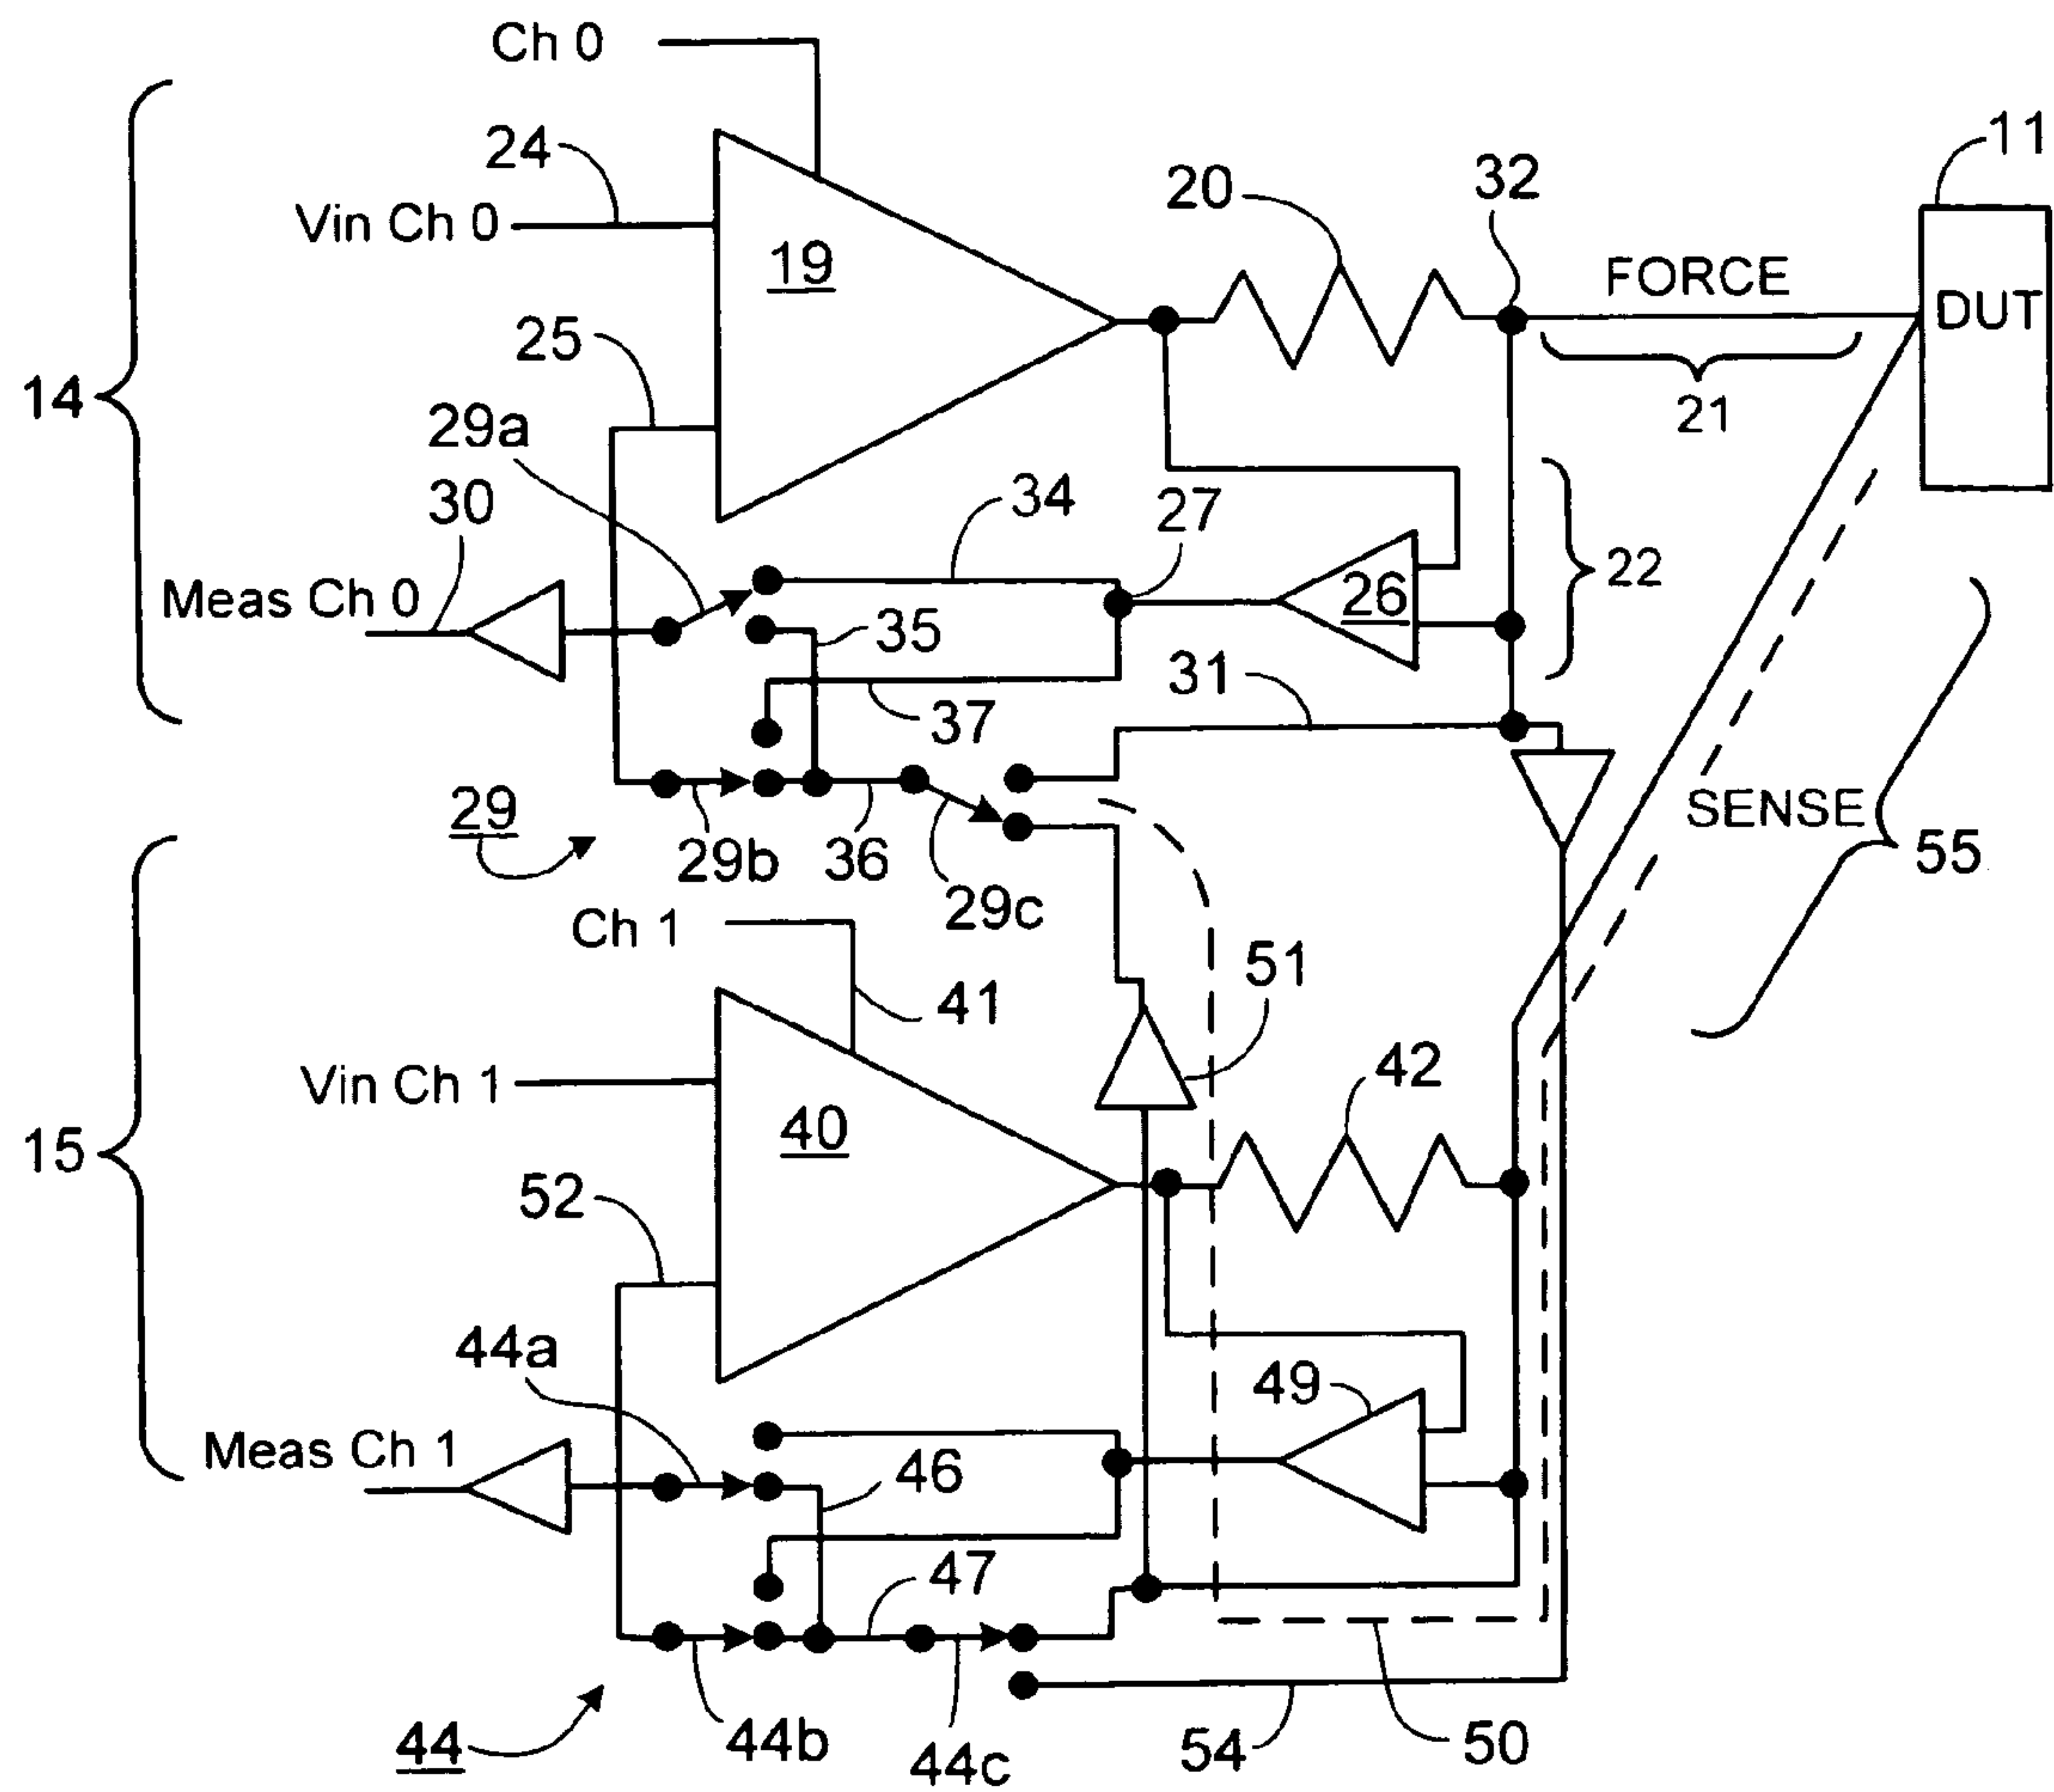 Ch 0
14
24
Vin Ch 0
19
20
32
11
FORCE
DUT
25
21
29a
30
34
27
22
Meas Ch 0
26
35
31
37
SENSE
29
29b
36
29c
55
Ch 1
41
51
Vin Ch 1
42
40
15
52
44a
49
Meas Ch 1
46
47
44
44b
44c
54
50